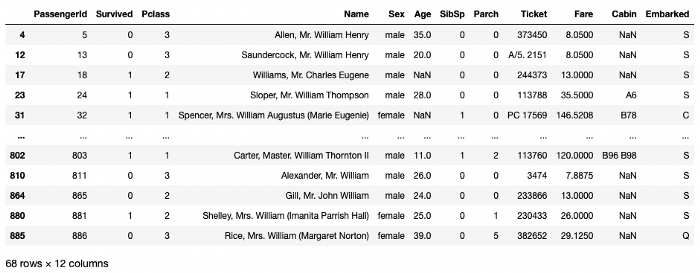 PassengerId Survived Pclass Name Sex Age SibSp Parch Ticket Fare Cabin Embarked
4 5 0 3 Allen, Mr. William Henry male 35.0 0 0 373450 8.0500 NaN S
12 13 0 3 Saundercock, Mr. William Henry male 20.0 0 0 A/5. 2151 8.0500 NaN S
17 18 1 2 Williams, Mr. Charles Eugene male NaN 0 0 244373 13.0000 NaN S
23 24 1 1 Sloper, Mr. William Thompson male 28.0 0 0 113788 35.5000 A6 S
31 32 1 1 Spencer, Mrs. William Augustus (Marie Eugenie) female NaN 1 0 PC 17569 146.5208 B78 C
... ... ... ... ... ... ... ... ... ... ... ... ...
802 803 1 1 Carter, Master. William Thornton II male 11.0 1 2 113760 120.0000 B96 B98 S
810 811 0 3 Alexander, Mr. William male 26.0 0 0 3474 7.8875 NaN S
864 865 0 2 Gill, Mr. John William male 24.0 0 0 233866 13.0000 NaN S
880 881 1 2 Shelley, Mrs. William (Imanita Parrish Hall) female 25.0 0 1 230433 26.0000 NaN S
885 886 0 3 Rice, Mrs. William (Margaret Norton) female 39.0 0 5 382652 29.1250 NaN Q
68 rows × 12 columns